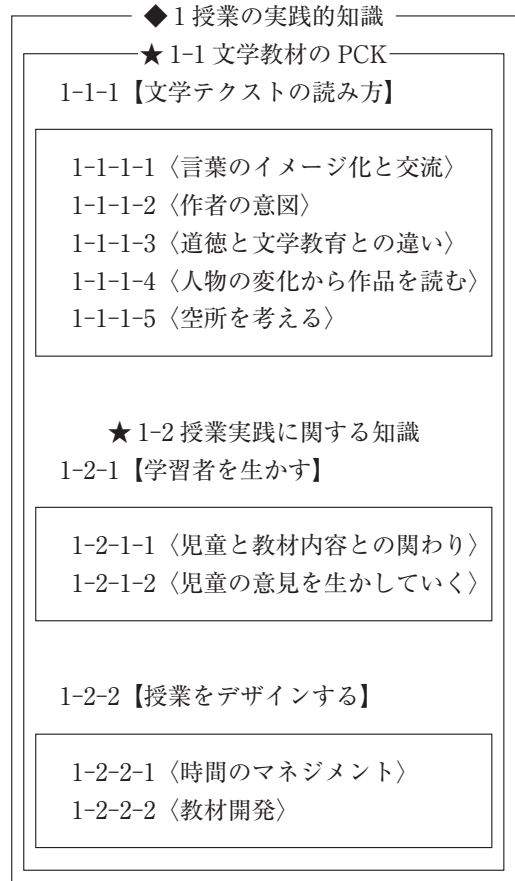 ◆1 授業の実践的知識
★1-1 文学教材の PCK
1-1-1【文学テクストの読み方】
1-1-1-1〈言葉のイメージ化と交流〉
1-1-1-2〈作者の意図〉
1-1-1-3〈道徳と文学教育との違い〉
1-1-1-4〈人物の変化から作品を読む〉
1-1-1-5〈空所を考える〉
★1-2 授業実践に関する知識
1-2-1【学習者を生かす】
1-2-1-1〈児童と教材内容との関わり〉
1-2-1-2〈児童の意見を生かしていく〉
1-2-2【授業をデザインする】
1-2-2-1〈時間のマネジメント〉
1-2-2-2〈教材開発〉